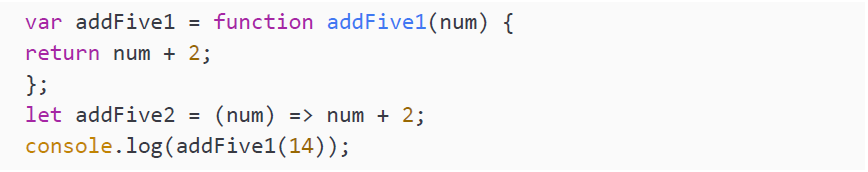 var addFive1 = function addFive1(num) {
return num + 2;
};
let addFive2 = (num) => num + 2;
console.log(addFive1(14));